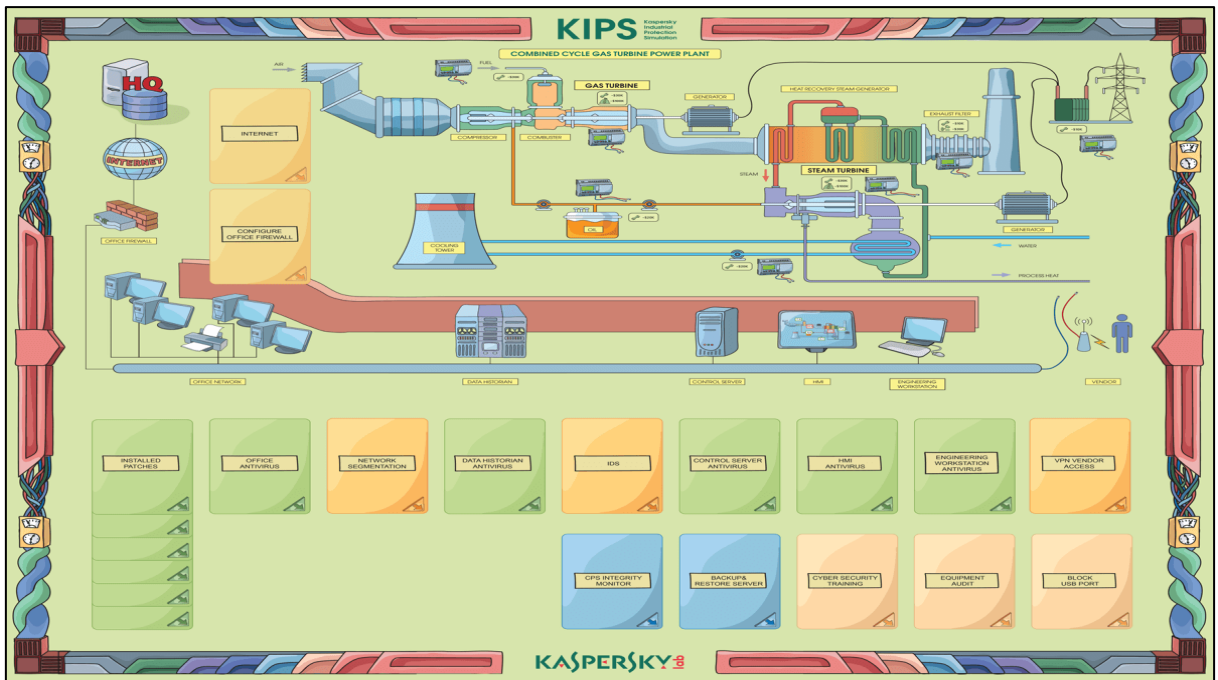 KIPS
Kaspersky
Industrial
Protection
Simulation
COMBINED CYCLE GAS TURBINE POWER PLANT
HQ
INTERNET
OFFICE FIREWALL
INTERNET
CONFIGURE
OFFICE FIREWALL
AIR
FUEL
GAS TURBINE
COMPRESSOR
COMBUSTER
GENERATOR
HEAT RECOVERY STEAM GENERATOR
EXHAUST FILTER
STEAM
STEAM TURBINE
GENERATOR
OIL
COOLING
TOWER
WATER
PROCESS HEAT
OFFICE NETWORK
DATA HISTORIAN
CONTROL SERVER
HMI
ENGINEERING
WORKSTATION
VENDOR
INSTALLED
PATCHES
OFFICE
ANTIVIRUS
NETWORK
SEGMENTATION
DATA HISTORIAN
ANTIVIRUS
IDS
CONTROL SERVER
ANTIVIRUS
HMI
ANTIVIRUS
ENGINEERING
WORKSTATION
ANTIVIRUS
VPN VENDOR
ACCESS
CPS INTEGRITY
MONITOR
BACKUP&
RESTORE SERVER
CYBER SECURITY
TRAINING
EQUIPMENT
AUDIT
BLOCK
USB PORT
KASPERSKY lab